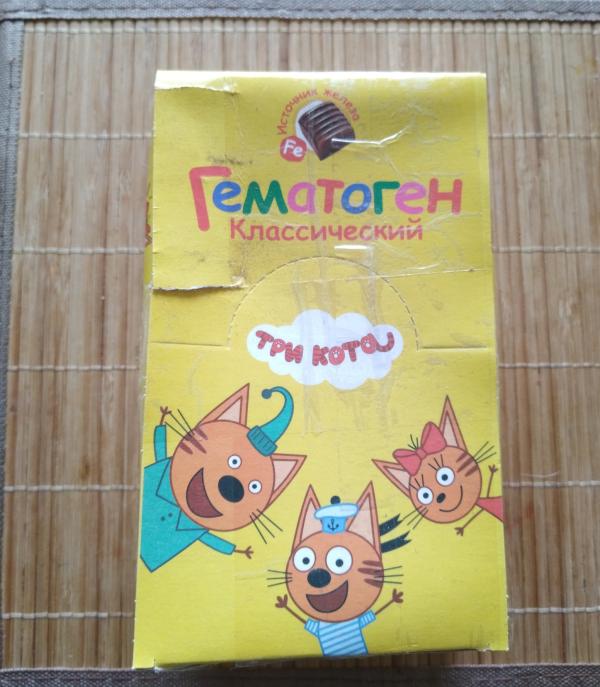 Источник железа
Fe
Гематоген
Классический
ТРИ КОТА